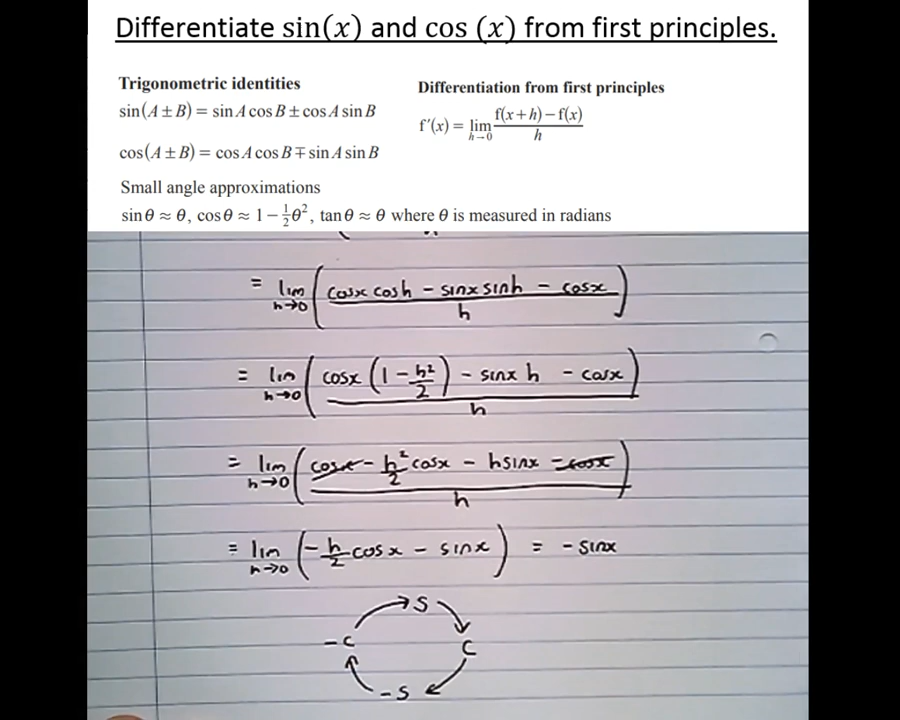 Differentiate sin(x) and cos (x) from first principles.
Trigonometric identities
sin(A ± B) = sin A cos B ± cos A sin B
cos(A ± B) = cos A cos B ∓ sin A sin B
Differentiation from first principles
f′(x) = lim h→0 f(x + h) − f(x) / h
Small angle approximations
sin θ ≈ θ, cos θ ≈ 1 − ½θ², tan θ ≈ θ where θ is measured in radians
= lim h→0 ( cosx cosh − sinx sinh − cosx / h )
= lim h→0 ( cosx (1 − h²/2) − sinx h − cosx / h )
= lim h→0 ( cosx − h²/2 cosx − h sinx − cosx / h )
= lim h→0 ( − h/2 cos x − sinx ) = − sinx
S
−C C
−S